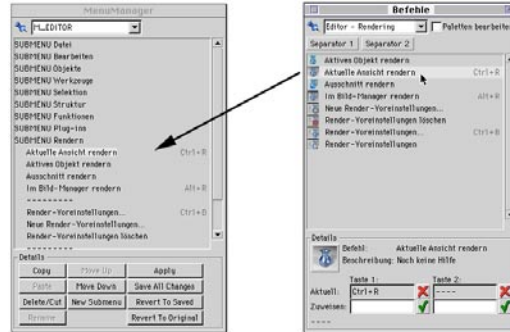 MenuManager
M_EDITOR
SUBMENU Datei
SUBMENU Bearbeiten
SUBMENU Objekte
SUBMENU Werkzeuge
SUBMENU Selektion
SUBMENU Struktur
SUBMENU Funktionen
SUBMENU Plug-ins
SUBMENU Rendern
Aktuelle Ansicht rendern Ctrl+R
Aktives Objekt rendern
Ausschnitt rendern
Im Bild-Manager rendern Alt+R
---------
Render-Voreinstellungen... Ctrl+B
Neue Render-Voreinstellungen...
Render-Voreinstellungen löschen
---------
Details
Copy Move Up Apply
Paste Move Down Save All Changes
Delete/Cut New Submenu Revert To Saved
Rename Revert To Original
Befehle
Editor - Rendering Paletten bearbeiten
Separator 1 Separator 2
Aktives Objekt rendern
Aktuelle Ansicht rendern Ctrl+R
Ausschnitt rendern
Im Bild-Manager rendern Alt+R
Neue Render-Voreinstellungen...
Render-Voreinstellungen löschen
Render-Voreinstellungen... Ctrl+B
Render-Voreinstellungen
Details
Befehl: Aktuelle Ansicht rendern
Beschreibung: Noch keine Hilfe
Taste 1: Taste 2:
Aktuell: Ctrl+R ----
Zuweisen:
----